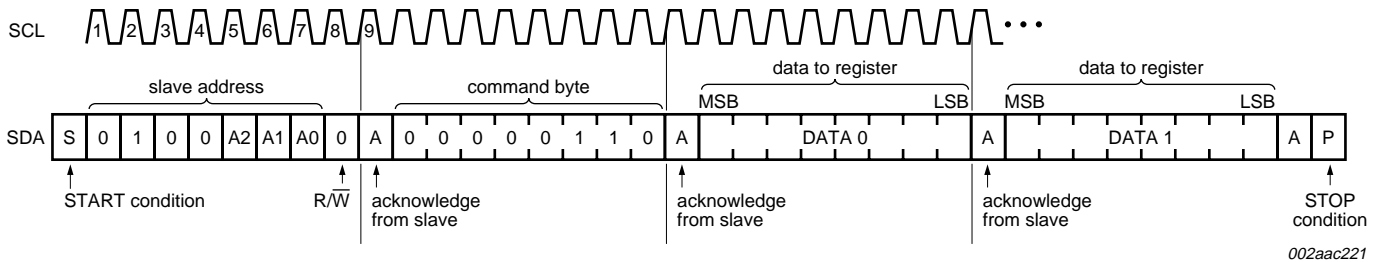 SCL 1 2 3 4 5 6 7 8 9 •••
slave address command byte data to register data to register
MSB LSB MSB LSB
SDA S 0 1 0 0 A2 A1 A0 0 A 0 0 0 0 0 1 1 0 A DATA 0 A DATA 1 A P
START condition R/W̅ acknowledge acknowledge acknowledge STOP
from slave from slave from slave condition
002aac221